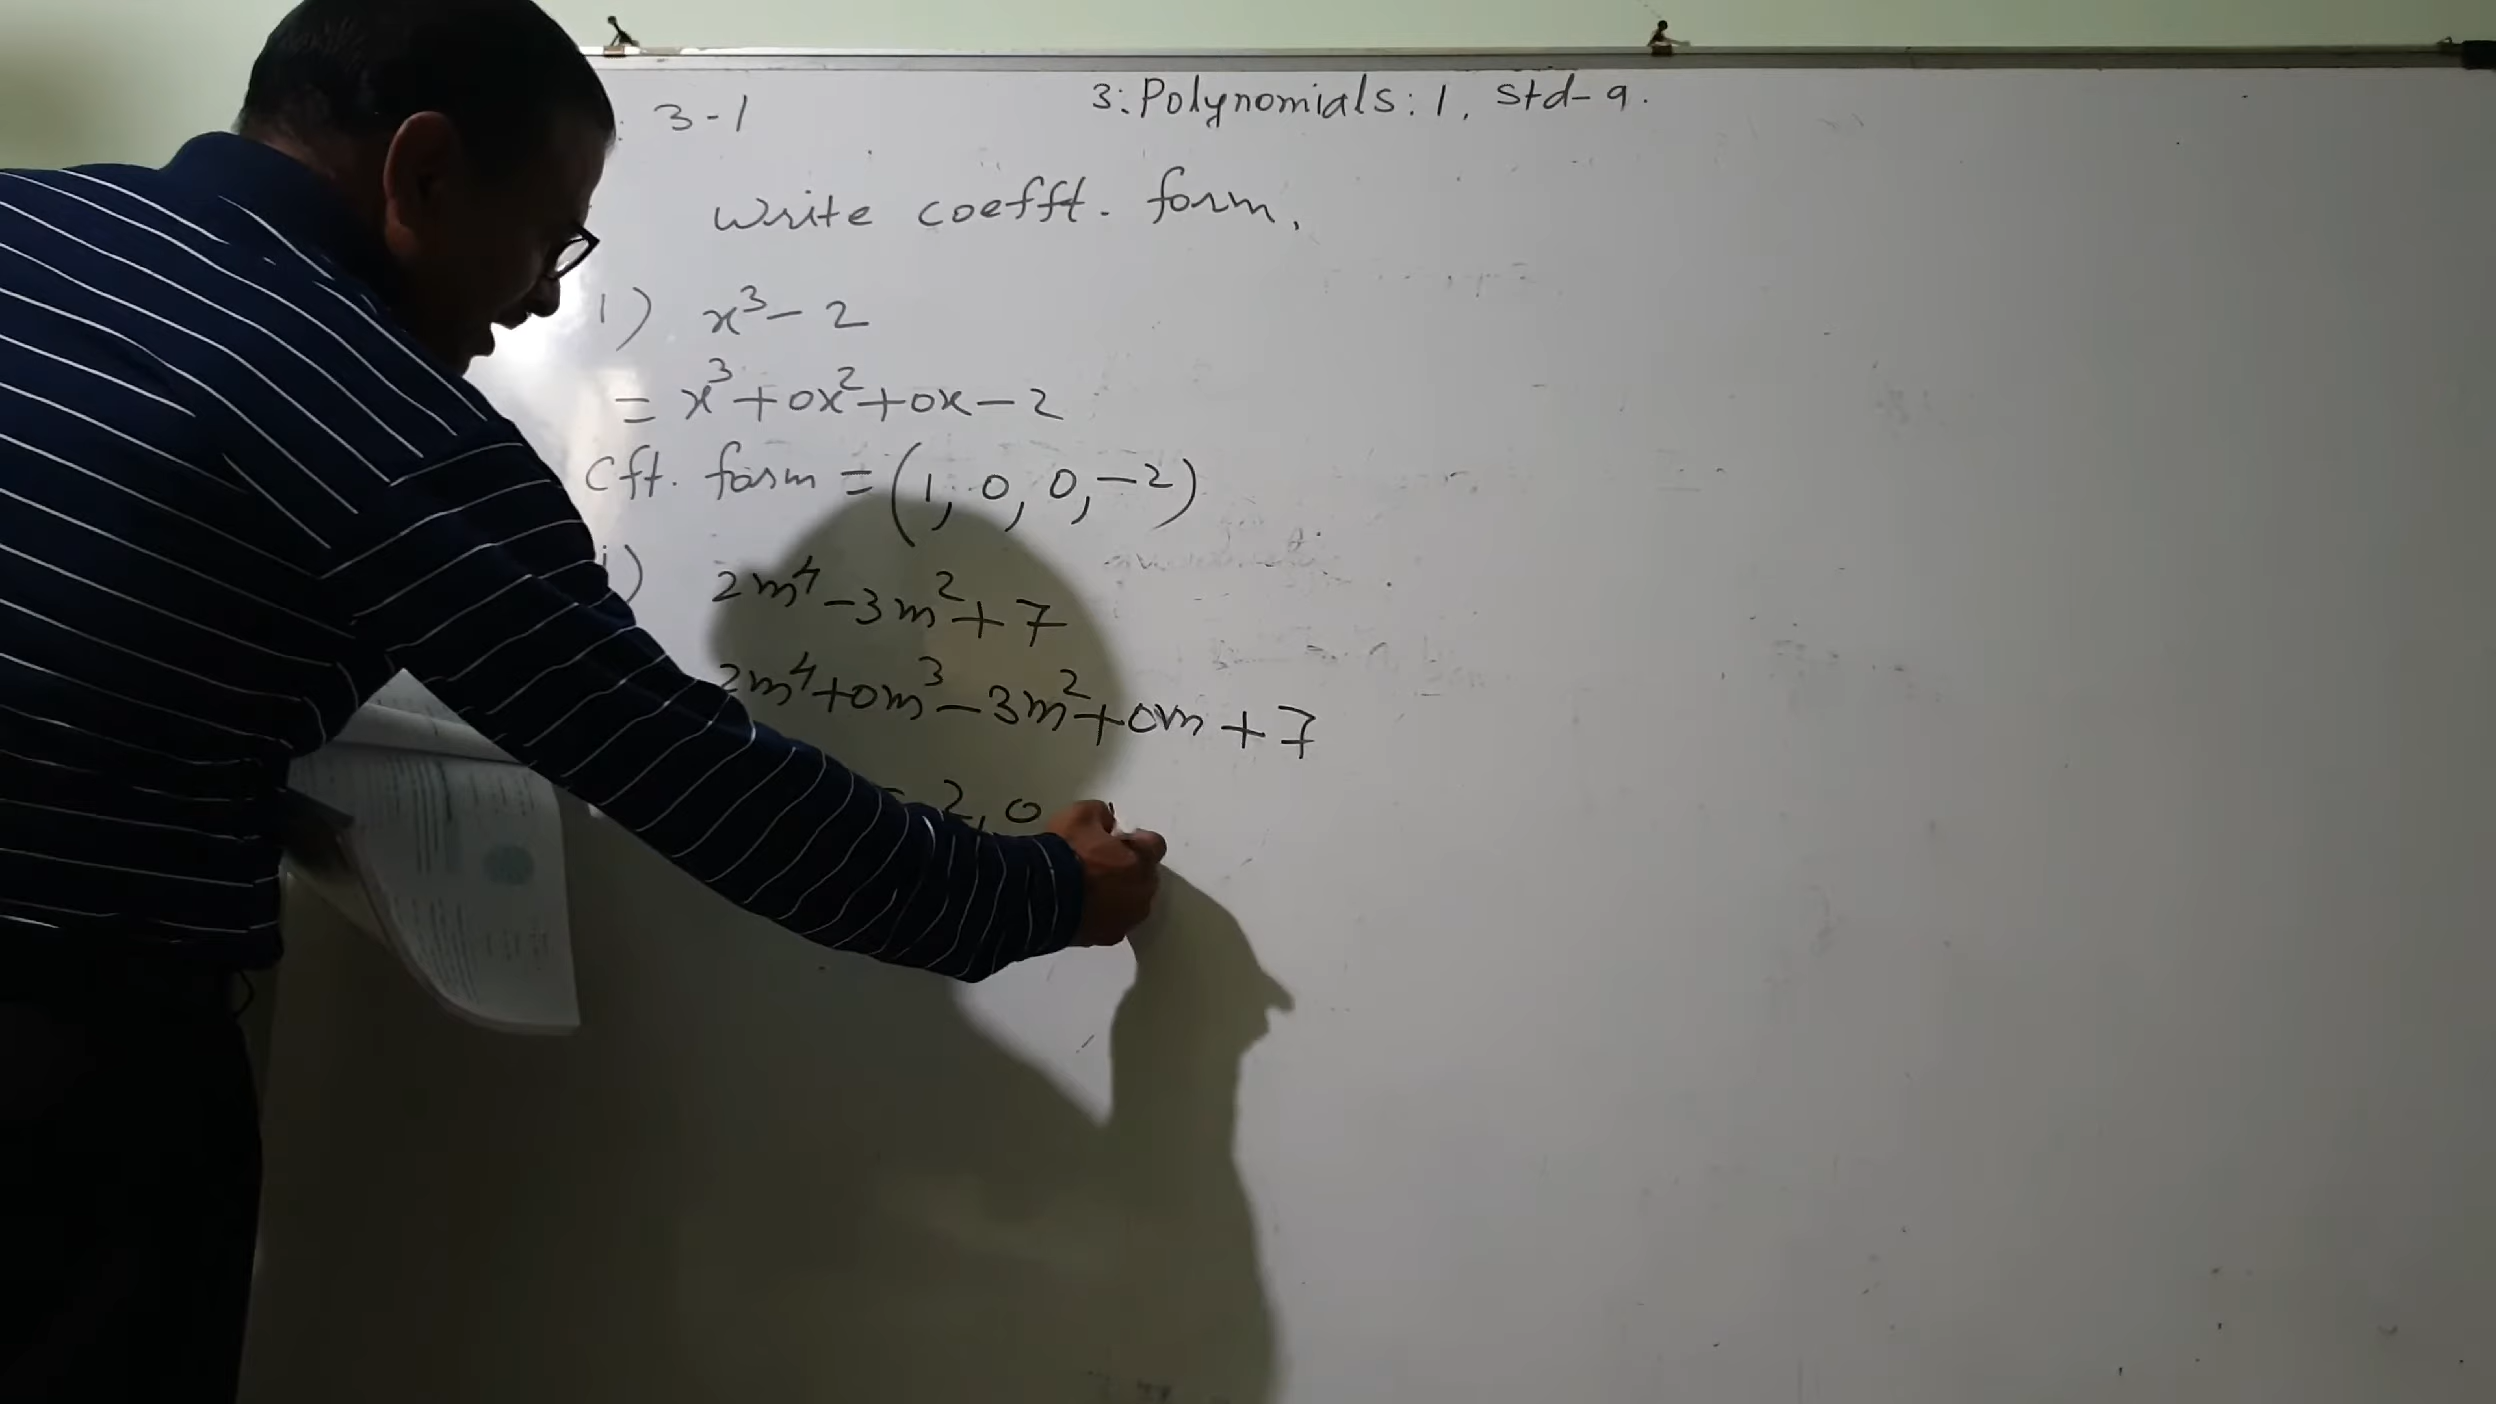 3-1
3: Polynomials: 1, Std-9.
Write coefft. form.
1) x³ - 2
= x³ + 0x² + 0x - 2
Cft. form = (1, 0, 0, -2)
2m⁴ - 3m² + 7
2m⁴ + 0m³ - 3m² + 0m + 7
= 2, 0